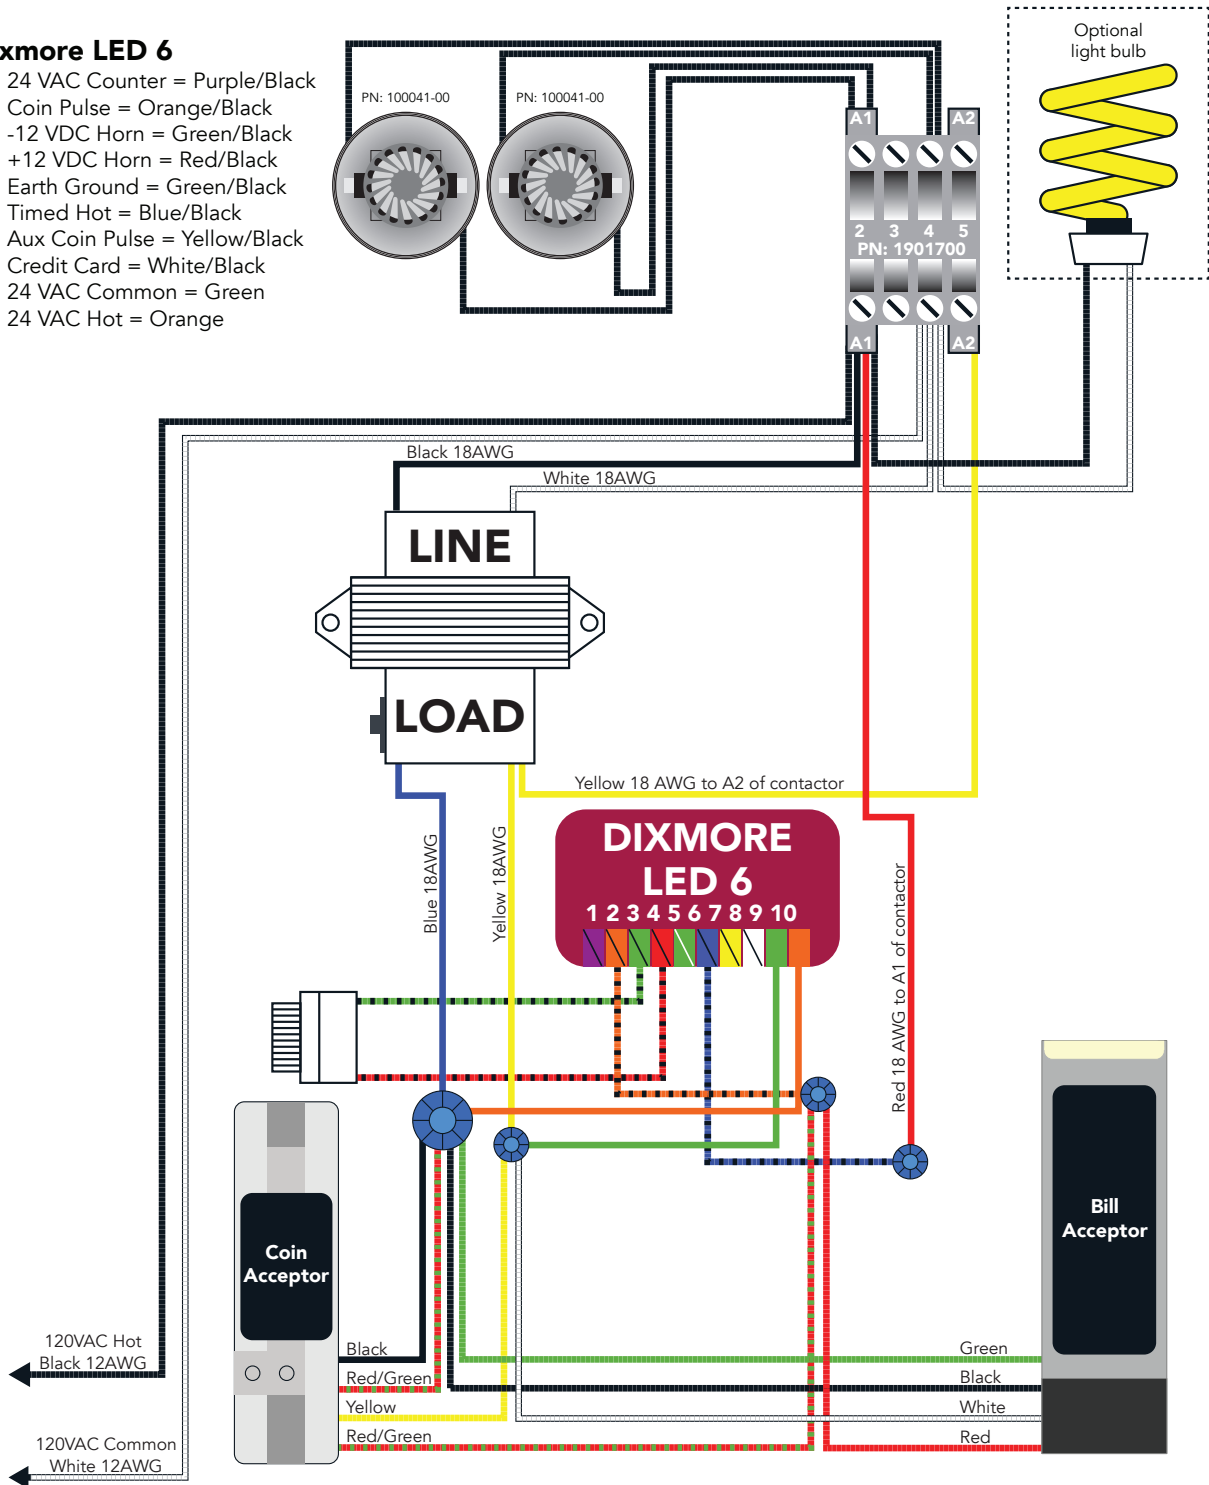 xmore LED 6
24 VAC Counter = Purple/Black
Coin Pulse = Orange/Black
-12 VDC Horn = Green/Black
+12 VDC Horn = Red/Black
Earth Ground = Green/Black
Timed Hot = Blue/Black
Aux Coin Pulse = Yellow/Black
Credit Card = White/Black
24 VAC Common = Green
24 VAC Hot = Orange
PN: 100041-00
PN: 100041-00
Optional
light bulb
A1
A2
2 3 4 5
PN: 1901700
A1
A2
Black 18AWG
White 18AWG
LINE
LOAD
Yellow 18 AWG to A2 of contactor
Blue 18AWG
Yellow 18AWG
DIXMORE
LED 6
1 2 3 4 5 6 7 8 9 10
Red 18 AWG to A1 of contactor
Coin
Acceptor
Bill
Acceptor
120VAC Hot
Black 12AWG
Black
Red/Green
Yellow
Red/Green
Green
Black
White
Red
120VAC Common
White 12AWG